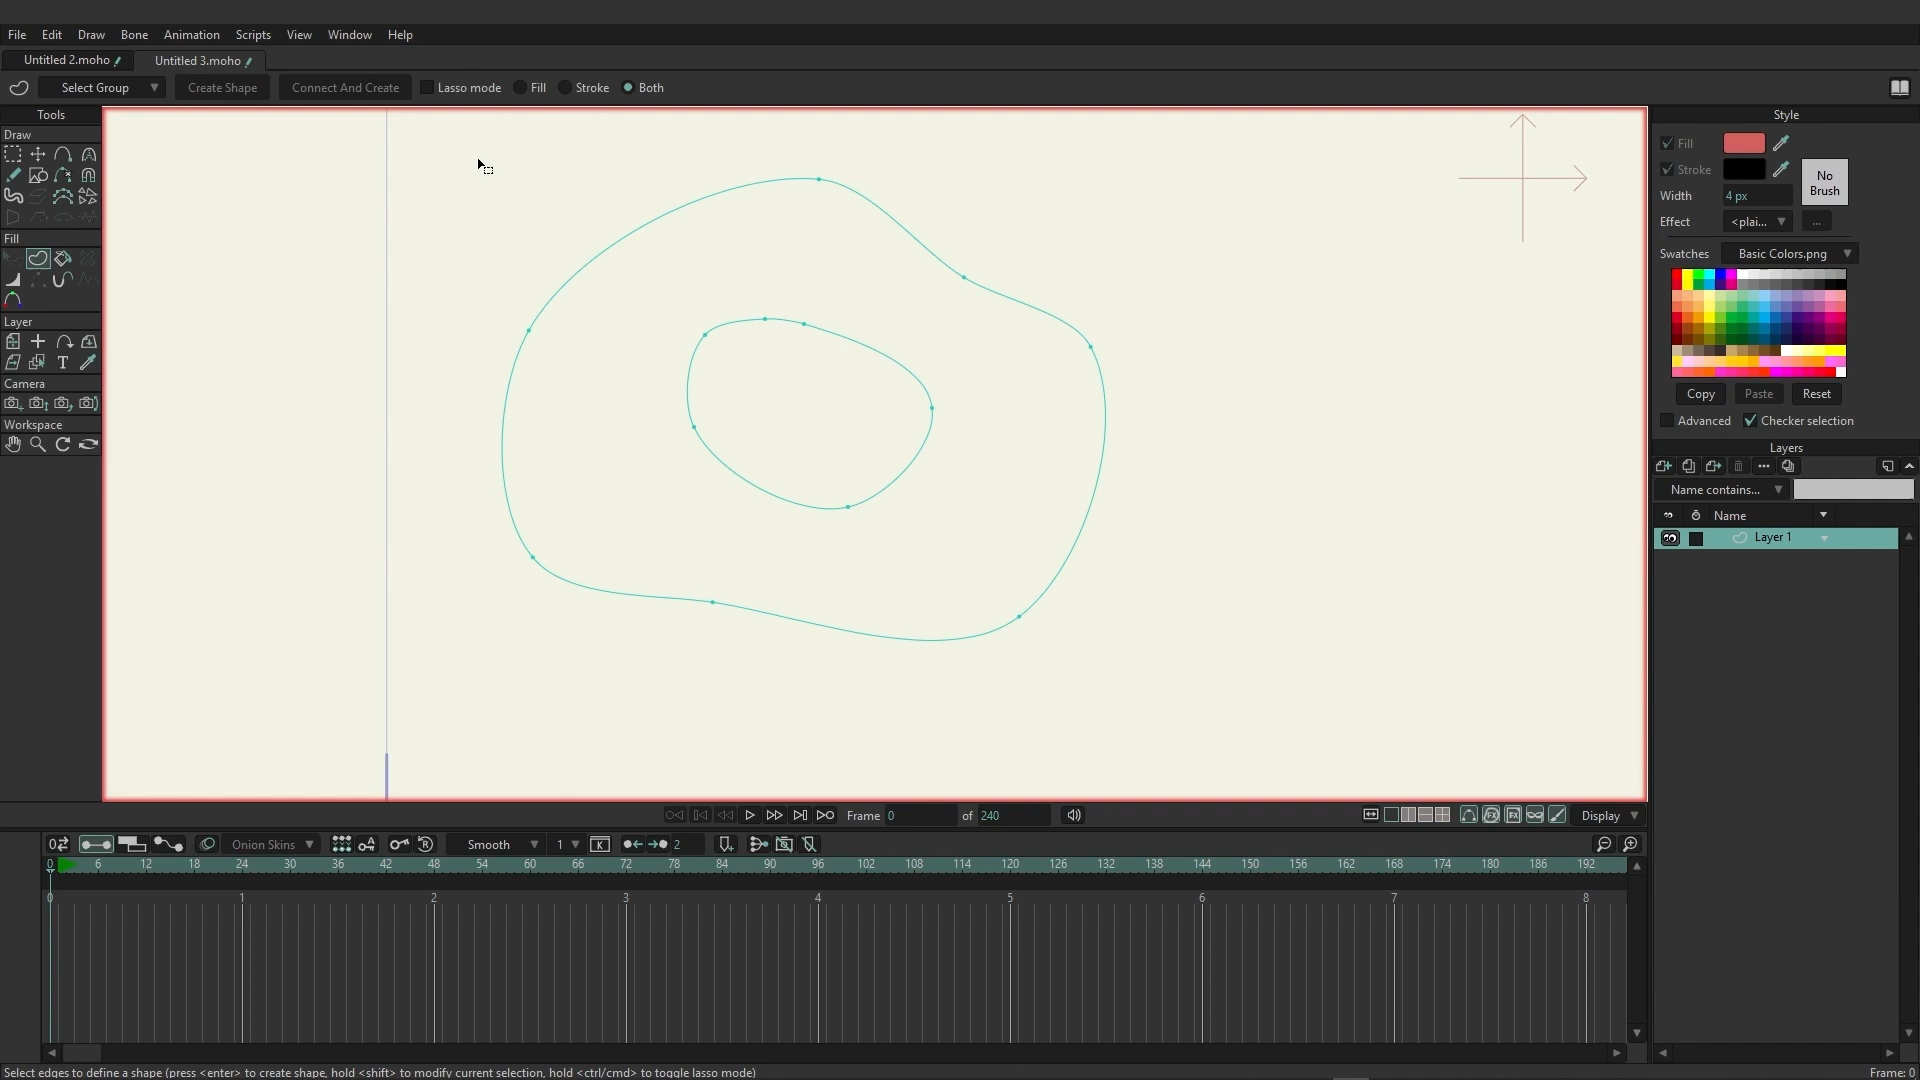 File Edit Draw Bone Animation Scripts View Window Help
Untitled 2.moho Untitled 3.moho
Select Group Create Shape Connect And Create Lasso mode Fill Stroke Both
Tools
Draw
Fill
Layer
T
Camera
Workspace
Style
Fill
Stroke
No
Brush
Width 4 px
Effect <plai... ...
Swatches Basic Colors.png
Copy Paste Reset
Advanced Checker selection
Layers
Name contains...
Name
Layer 1
Frame 0 of 240 Display
Onion Skins Smooth 1 2
0 6 12 18 24 30 36 42 48 54 60 66 72 78 84 90 96 102 108 114 120 126 132 138 144 150 156 162 168 174 180 186 192
0 1 2 3 4 5 6 7 8
Select edges to define a shape (press <enter> to create shape, hold <shift> to modify current selection, hold <ctrl/cmd> to toggle lasso mode) Frame: 0